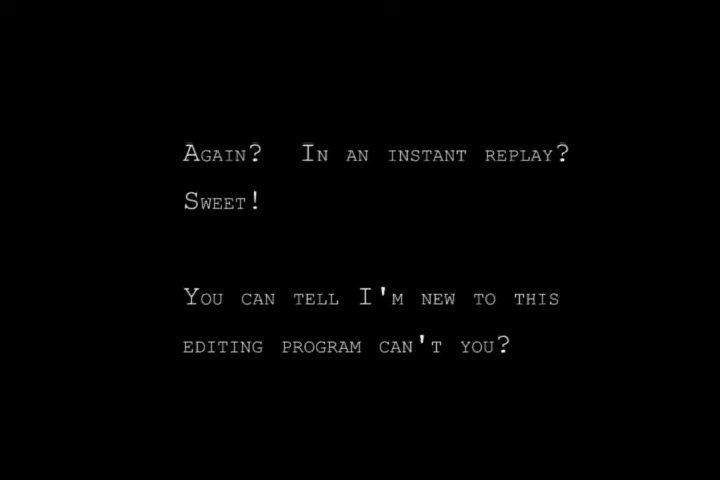 Again? In an instant replay?
Sweet!
You can tell I'm new to this
editing program can't you?